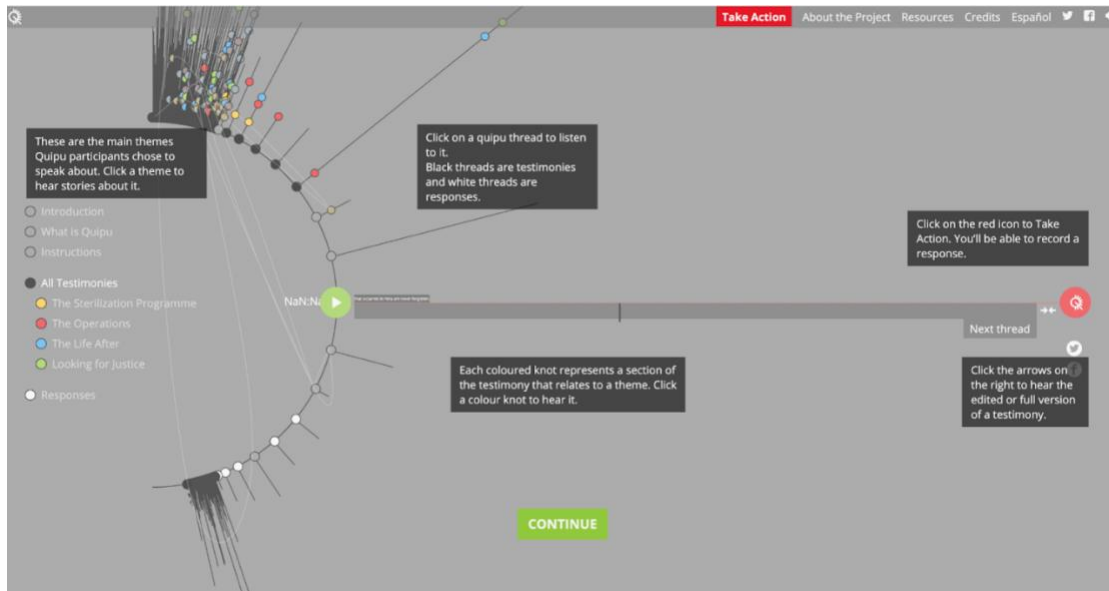 Take Action About the Project Resources Credits Español
These are the main themes
Quipu participants chose to
speak about. Click a theme to
hear stories about it.
Click on a quipu thread to listen
to it.
Black threads are testimonies
and white threads are
responses.
Introduction
What is Quipu
Instructions
All Testimonies
The Sterilization Programme
The Operations
The Life After
Looking for Justice
Responses
Click on the red icon to Take
Action. You'll be able to record a
response.
NaN:Na
Next thread
Each coloured knot represents a section of
the testimony that relates to a theme. Click
a colour knot to hear it.
Click the arrows on
the right to hear the
edited or full version
of a testimony.
CONTINUE